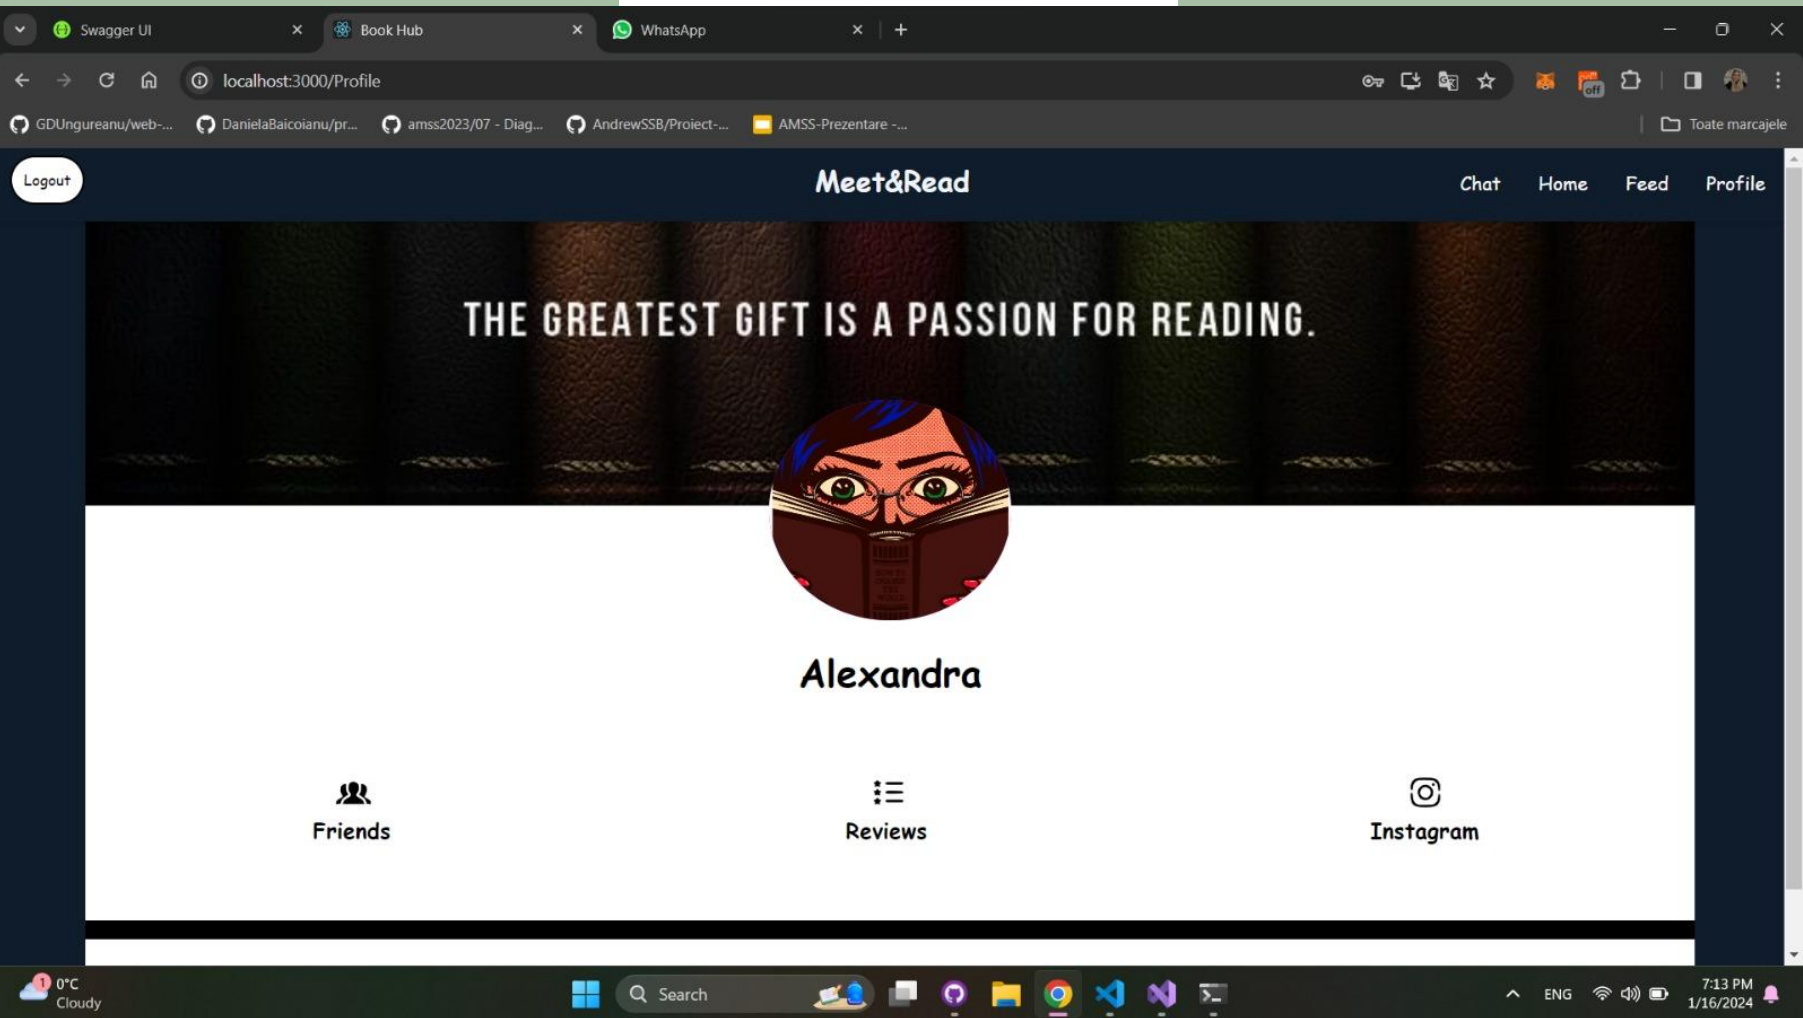 Swagger UI
Book Hub
WhatsApp
localhost:3000/Profile
off
GDUngureanu/web-...
DanielaBaicoianu/pr...
amss2023/07 - Diag...
AndrewSSB/Proiect-...
AMSS-Prezentare -...
Toate marcajele
Logout
Meet&Read
Chat
Home
Feed
Profile
THE GREATEST GIFT IS A PASSION FOR READING.
Alexandra
Friends
Reviews
Instagram
1
0°C
Cloudy
Search
ENG
7:13 PM
1/16/2024